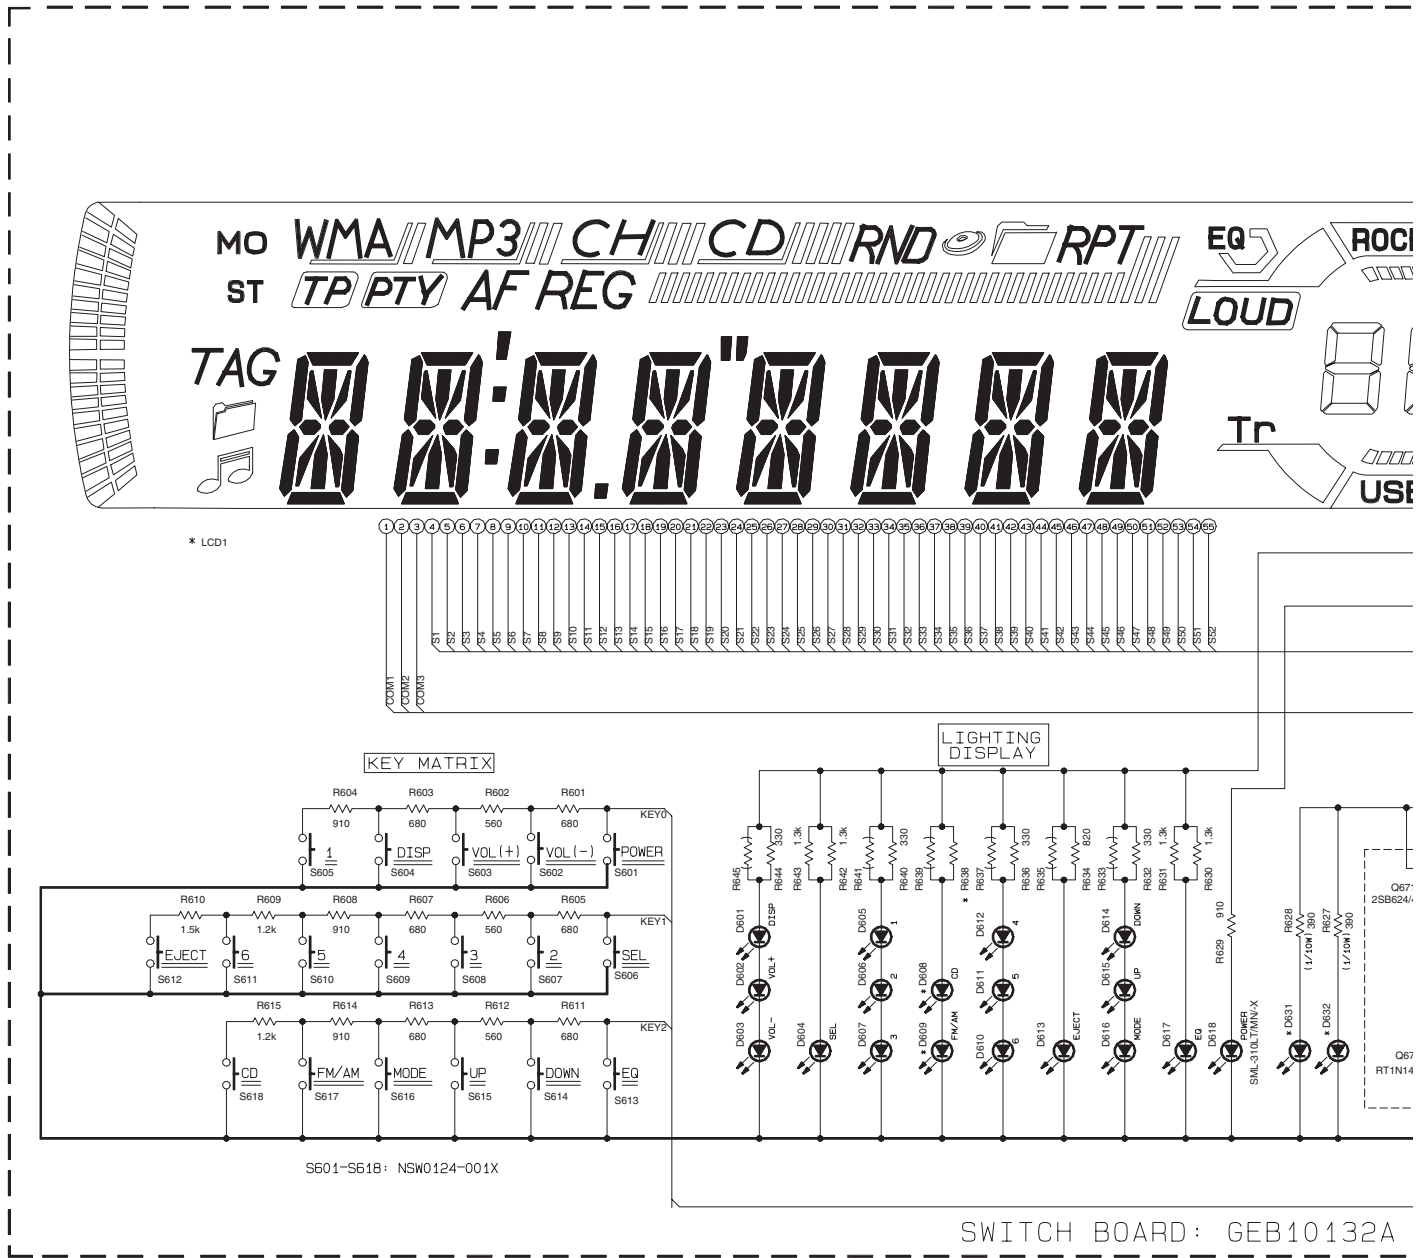 MO WMA MP3 CH CD RND RPT EQ
ST TP PTY AF REG
LOUD
TAG
Tr
* LCD1
1 2 3 4 5 6 7 8 9 10 11 12 13 14 15 16 17 18 19 20 21 22 23 24 25 26 27 28 29 30 31 32 33 34 35 36 37 38 39 40 41 42 43 44 45 46 47 48 49 50 51 52 53 54 55
S1 S2 S3 S4 S5 S6 S7 S8 S9 S10 S11 S12 S13 S14 S15 S16 S17 S18 S19 S20 S21 S22 S23 S24 S25 S26 S27 S28 S29 S30 S31 S32 S33 S34 S35 S36 S37 S38 S39 S40 S41 S42 S43 S44 S45 S46 S47 S48 S49 S50 S51 S52
COM1 COM2 COM3
KEY MATRIX
R604 R603 R602 R601
910 680 560 680
KEY0
1 DISP VOL(+) VOL(-) POWER
S605 S604 S603 S602 S601
R610 R609 R608 R607 R606 R605
1.5k 1.2k 910 680 560 680
KEY1
EJECT 6 5 4 3 2 SEL
S612 S611 S610 S609 S608 S607 S606
R615 R614 R613 R612 R611
1.2k 910 680 560 680
KEY2
CD FM/AM MODE UP DOWN EQ
S618 S617 S616 S615 S614 S613
S601-S618: NSW0124-001X
LIGHTING
DISPLAY
330 1.3k 1.3k 330 330 820 330 1.3k 1.3k
R645 R644 R643 R642 R641 R640 R639 R638 * R637 R636 R635 R634 R633 R632 R631 R630
910
R629
R628 (1/10W) 390
R627 (1/10W) 390
D601 DISP
D602 VOL+
D603 VOL-
D604 SEL
D605 1
D606 2
D607 3
* D608 CD
* D609 FM/AM
D612 4
D611 5
D610 6
D613 EJECT
D614 DOWN
D615 UP
D616 MODE
D617 EQ
D618 POWER
SML-310LT/MN/-X
* D631
* D632
SWITCH BOARD: GEB10132A